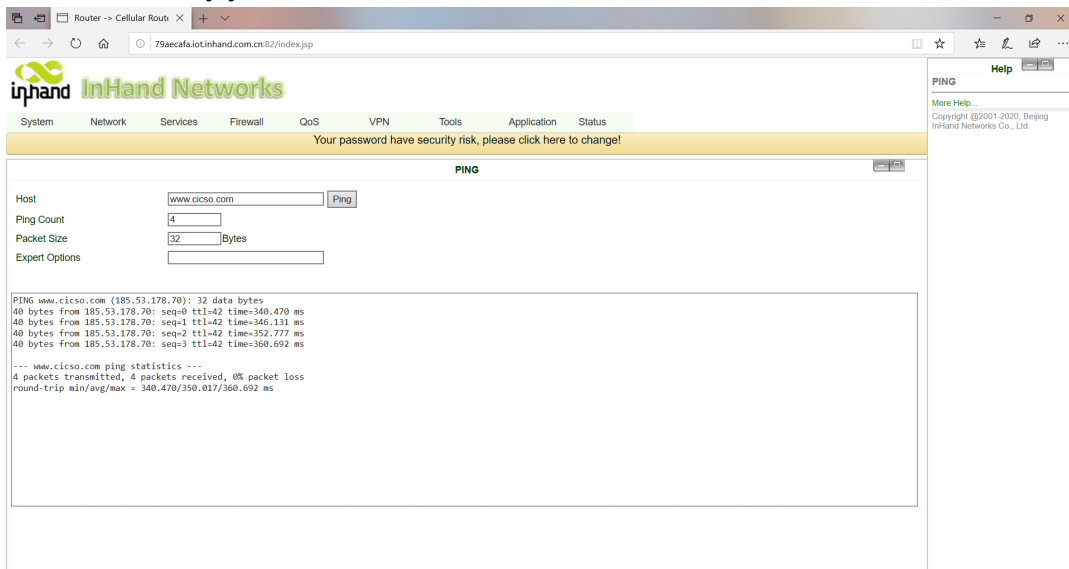 Router -> Cellular Route
79aecafa.iot.inhand.com.cn:82/index.jsp
inhand InHand Networks
System Network Services Firewall QoS VPN Tools Application Status
Your password have security risk, please click here to change!
PING
Host www.cicso.com Ping
Ping Count 4
Packet Size 32 Bytes
Expert Options
PING www.cicso.com (185.53.178.70): 32 data bytes
40 bytes from 185.53.178.70: seq=0 ttl=42 time=340.470 ms
40 bytes from 185.53.178.70: seq=1 ttl=42 time=346.131 ms
40 bytes from 185.53.178.70: seq=2 ttl=42 time=352.777 ms
40 bytes from 185.53.178.70: seq=3 ttl=42 time=360.692 ms
--- www.cicso.com ping statistics ---
4 packets transmitted, 4 packets received, 0% packet loss
round-trip min/avg/max = 340.470/350.017/360.692 ms
Help
PING
More Help...
Copyright @2001-2020, Beijing
InHand Networks Co., Ltd.